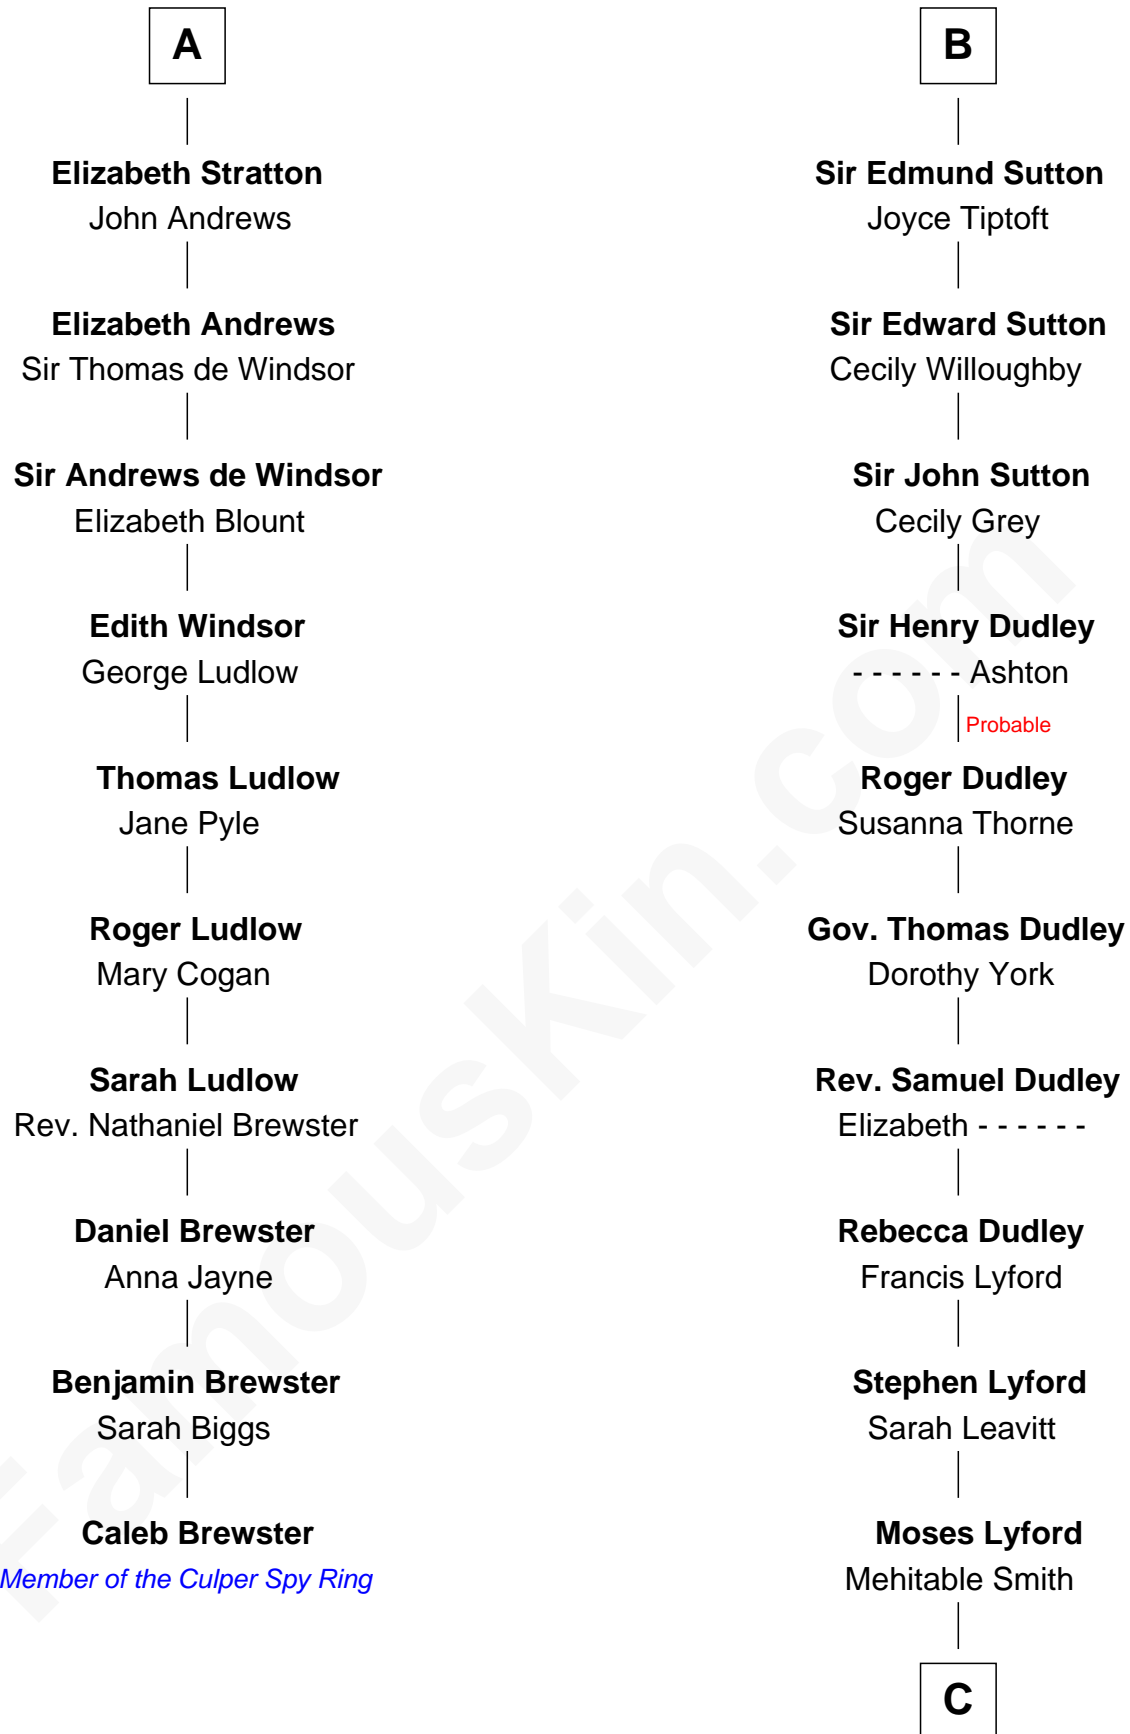 A
Elizabeth Stratton
John Andrews
Elizabeth Andrews
Sir Thomas de Windsor
Sir Andrews de Windsor
Elizabeth Blount
Edith Windsor
George Ludlow
Thomas Ludlow
Jane Pyle
Roger Ludlow
Mary Cogan
Sarah Ludlow
Rev. Nathaniel Brewster
Daniel Brewster
Anna Jayne
Benjamin Brewster
Sarah Biggs
Caleb Brewster
Member of the Culper Spy Ring
B
Sir Edmund Sutton
Joyce Tiptoft
Sir Edward Sutton
Cecily Willoughby
Sir John Sutton
Cecily Grey
Sir Henry Dudley
- - - - - - Ashton
Probable
Roger Dudley
Susanna Thorne
Gov. Thomas Dudley
Dorothy York
Rev. Samuel Dudley
Elizabeth - - - - - -
Rebecca Dudley
Francis Lyford
Stephen Lyford
Sarah Leavitt
Moses Lyford
Mehitable Smith
C
FamousKin.com